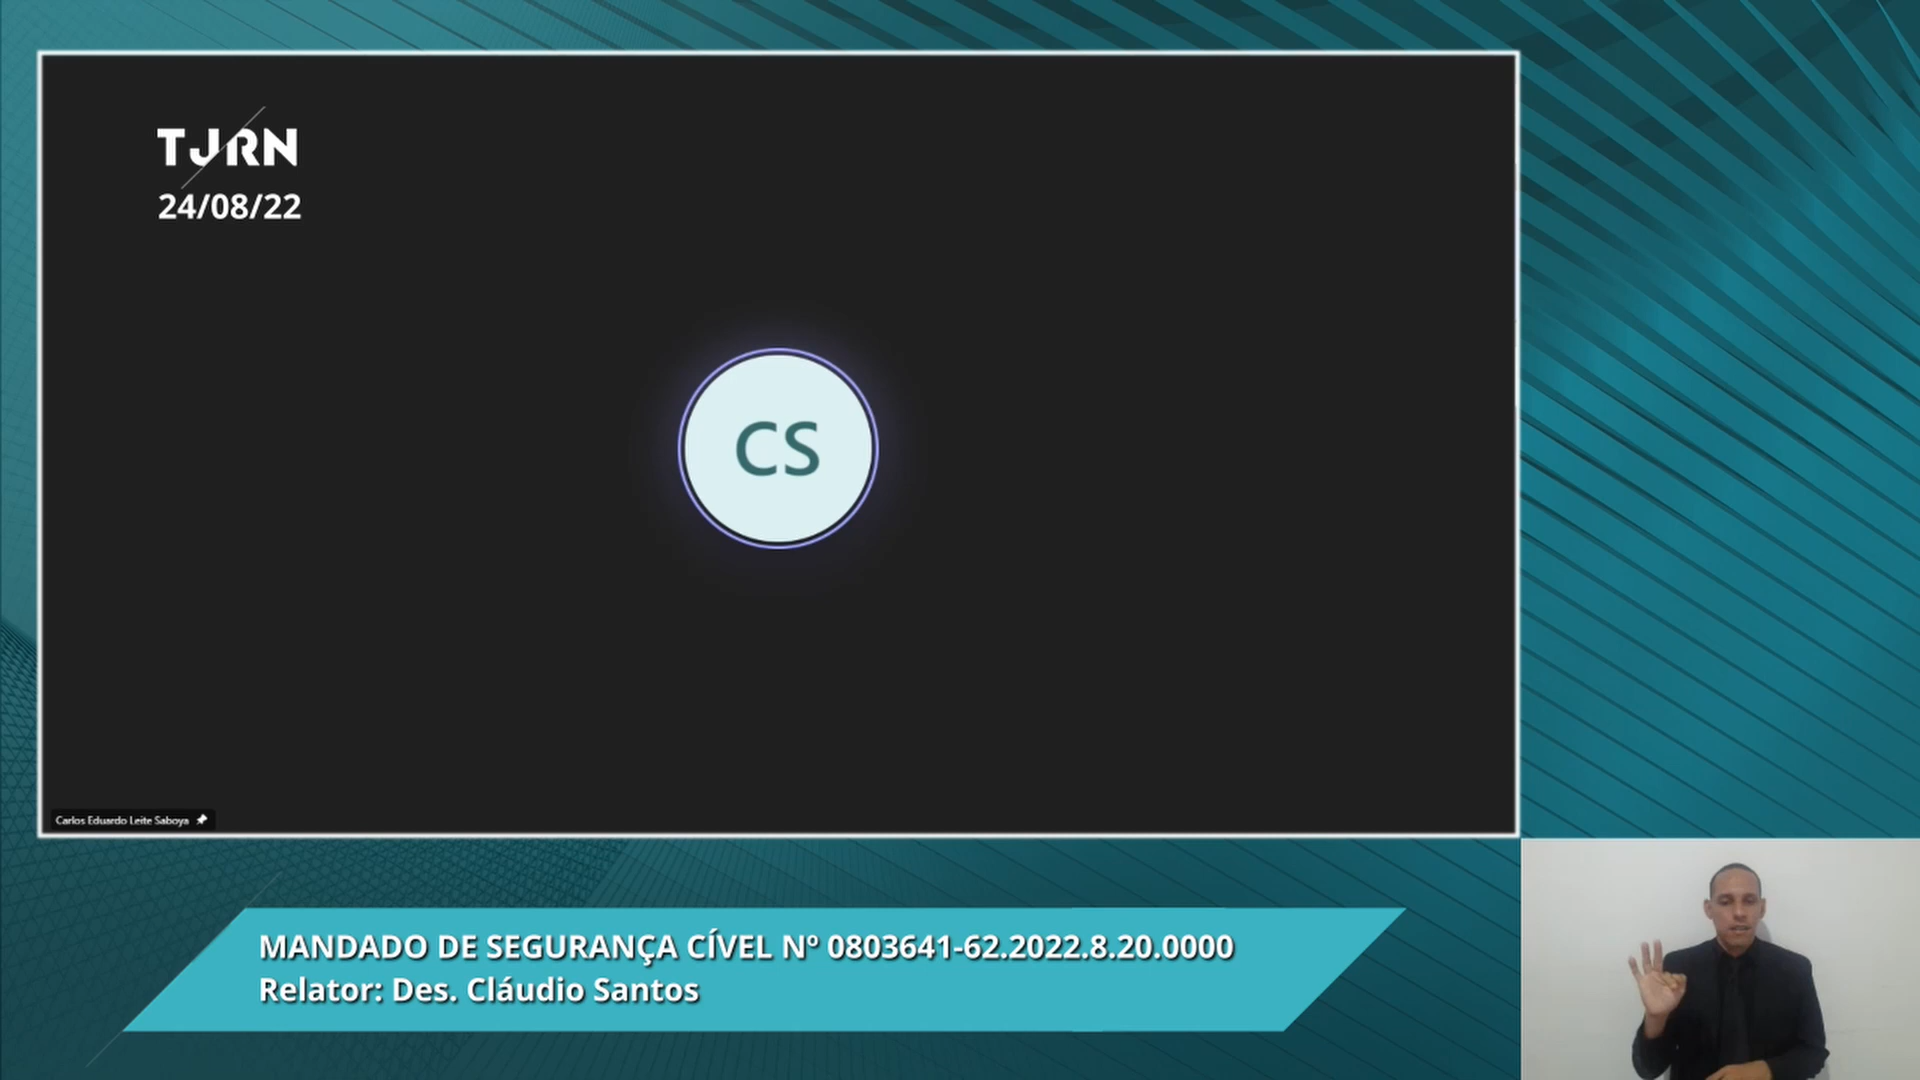 TJRN
24/08/22
CS
Carlos Eduardo Leite Saboya
MANDADO DE SEGURANÇA CÍVEL Nº 0803641-62.2022.8.20.0000
Relator: Des. Cláudio Santos